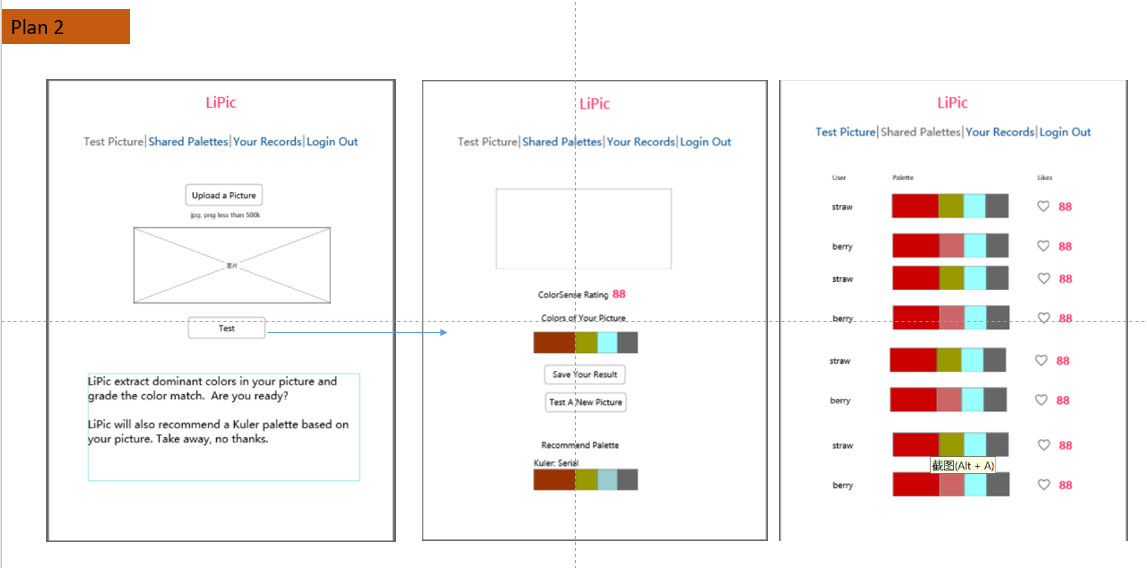 Plan 2
LiPic
Test Picture|Shared Palettes|Your Records|Login Out
Upload a Picture
jpg, png less than 500k
图片
Test
LiPic extract dominant colors in your picture and
grade the color match.  Are you ready?
LiPic will also recommend a Kuler palette based on
your picture. Take away, no thanks.
LiPic
Test Picture|Shared Palettes|Your Records|Login Out
ColorSense Rating 88
Colors of Your Picture
Save Your Result
Test A New Picture
Recommend Palette
Kuler: Serial
LiPic
Test Picture|Shared Palettes|Your Records|Login Out
User Palette Likes
straw 88
berry 88
straw 88
berry 88
straw 88
berry 88
straw 88
截图(Alt + A)
berry 88